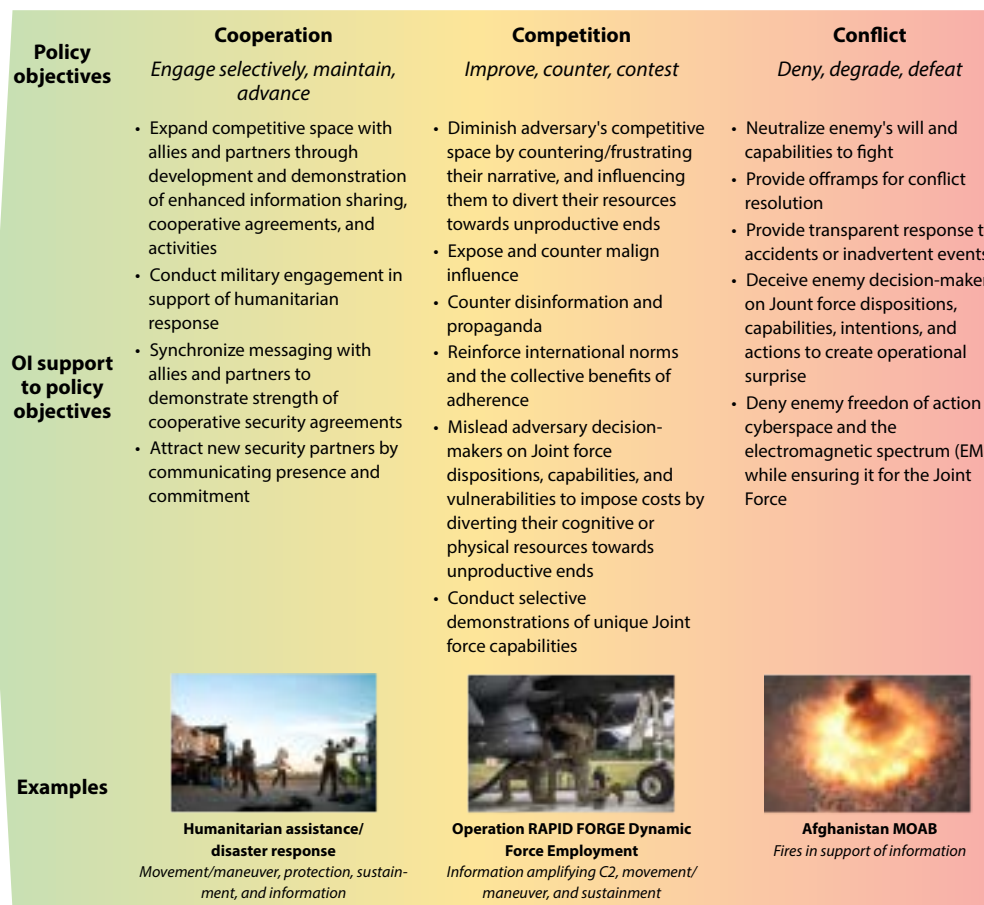 Policy
objectives
Cooperation
Engage selectively, maintain,
advance
Competition
Improve, counter, contest
Conflict
Deny, degrade, defeat
OI support
to policy
objectives
• Expand competitive space with
allies and partners through
development and demonstration
of enhanced information sharing,
cooperative agreements, and
activities
• Conduct military engagement in
support of humanitarian
response
• Synchronize messaging with
allies and partners to
demonstrate strength of
cooperative security agreements
• Attract new security partners by
communicating presence and
commitment
• Diminish adversary's competitive
space by countering/frustrating
their narrative, and influencing
them to divert their resources
towards unproductive ends
• Expose and counter malign
influence
• Counter disinformation and
propaganda
• Reinforce international norms
and the collective benefits of
adherence
• Mislead adversary decision-
makers on Joint force
dispositions, capabilities, and
vulnerabilities to impose costs by
diverting their cognitive or
physical resources towards
unproductive ends
• Conduct selective
demonstrations of unique Joint
force capabilities
• Neutralize enemy's will and
capabilities to fight
• Provide offramps for conflict
resolution
• Provide transparent response
accidents or inadvertent
• Deceive enemy
on Jount force dispositions,
capabilities, intentions, and
actions to create operational
surprise
• Deny enemy freedom of action
cyberspace and the
electromagnetic spectrum
while ensuring it for the Joint
Force
Examples
Humanitarian assistance/
disaster response
Movement/maneuver, protection, sustain-
ment, and information
Operation RAPID FORGE Dynamic
Force Employment
Information amplifying C2, movement/
maneuver, and sustainment
Afghanistan MOAB
Fires in support of information